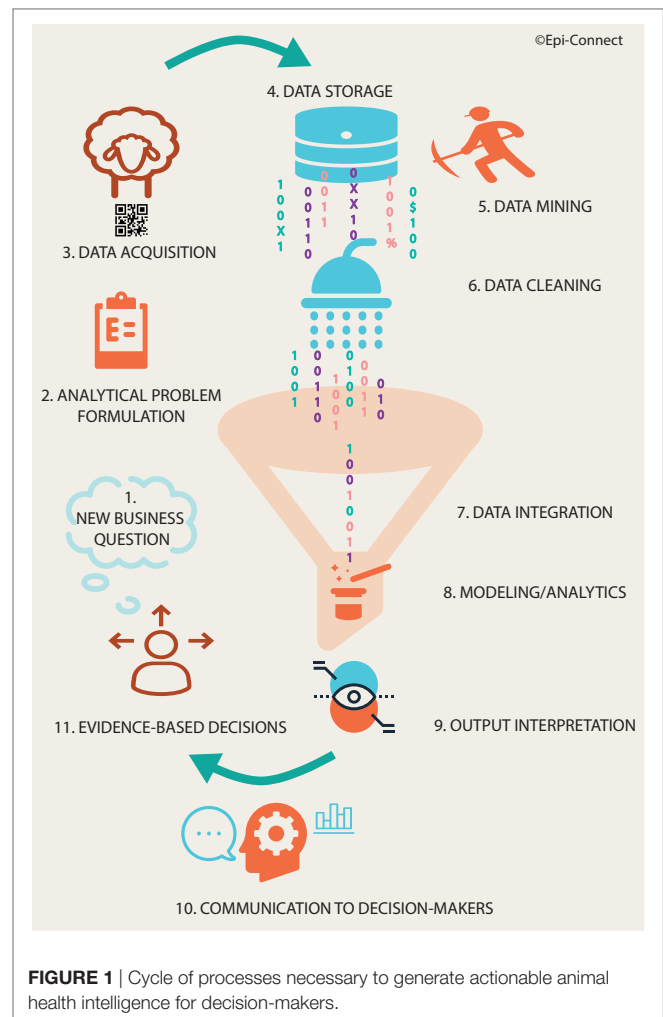 ©Epi-Connect
4. DATA STORAGE
5. DATA MINING
3. DATA ACQUISITION
6. DATA CLEANING
2. ANALYTICAL PROBLEM
FORMULATION
1.
NEW BUSINESS
QUESTION
7. DATA INTEGRATION
8. MODELING/ANALYTICS
11. EVIDENCE-BASED DECISIONS
9. OUTPUT INTERPRETATION
10. COMMUNICATION TO DECISION-MAKERS
FIGURE 1 | Cycle of processes necessary to generate actionable animal
health intelligence for decision-makers.